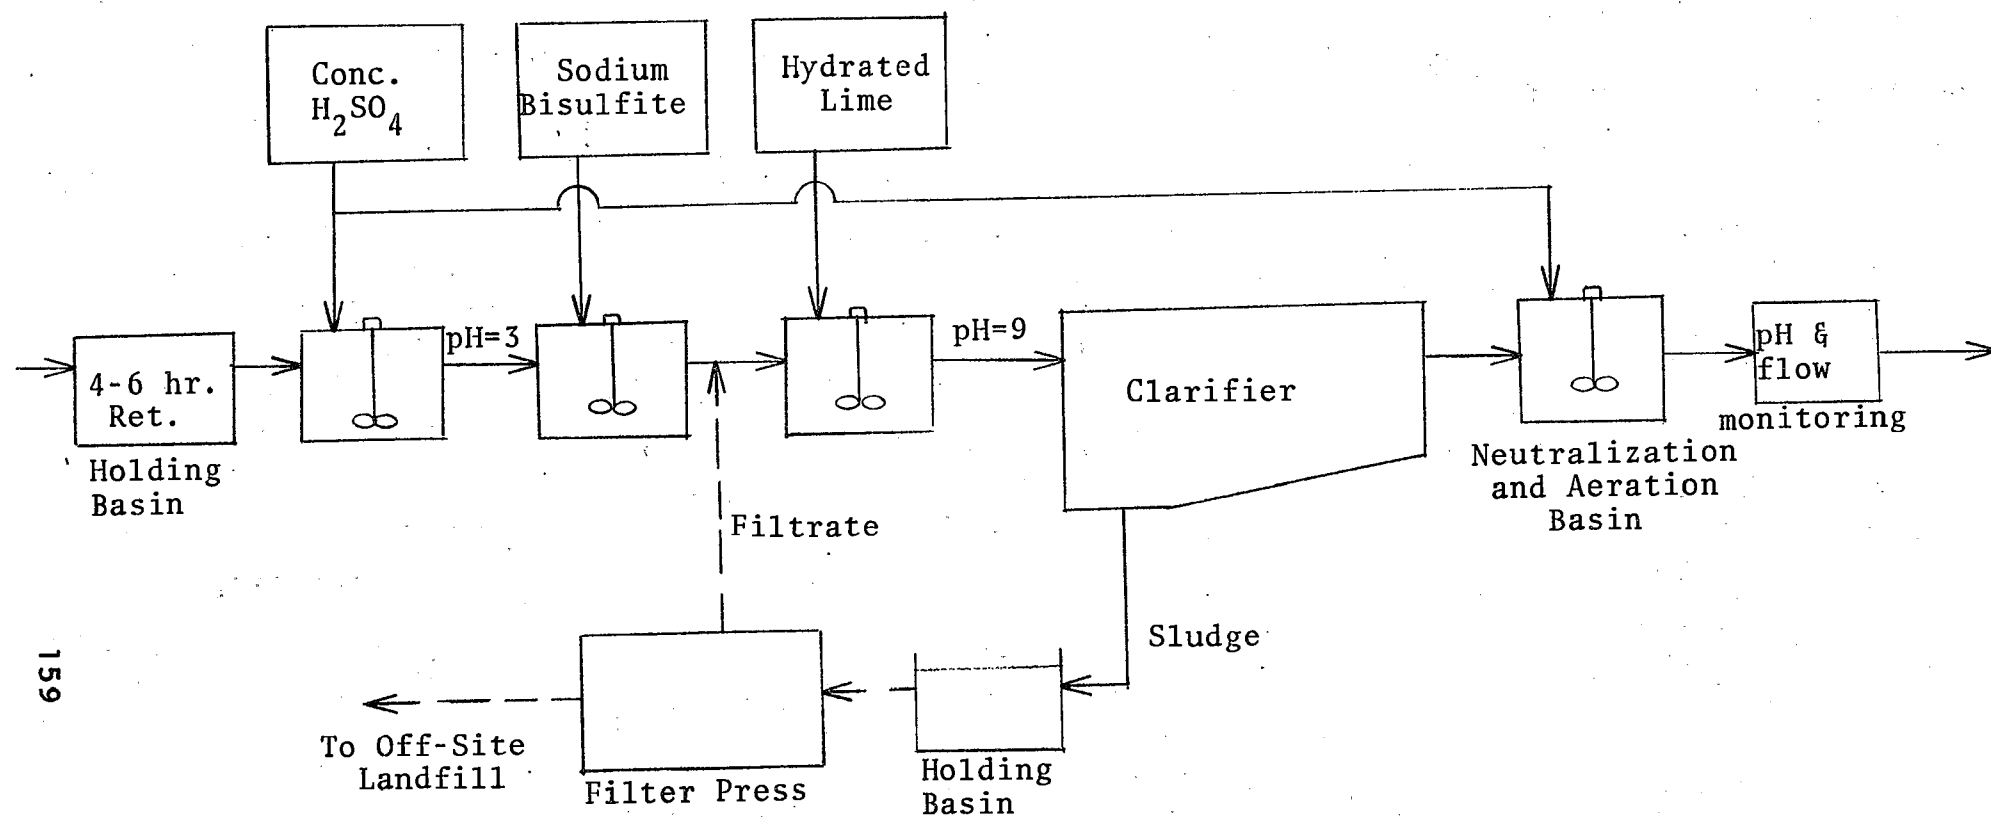 Conc.
H₂SO₄
Sodium
Bisulfite
Hydrated
Lime
pH=3
pH=9
4-6 hr.
Ret.
Holding
Basin
Clarifier
pH &
flow
monitoring
Neutralization
and Aeration
Basin
Filtrate
Sludge
To Off-Site
Landfill
Filter Press
Holding
Basin
159